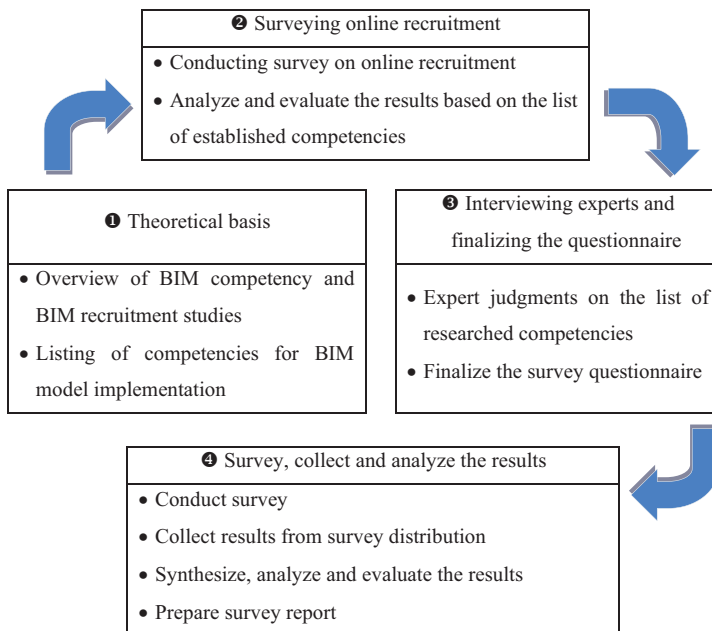 ❶ Theoretical basis
• Overview of BIM competency and
BIM recruitment studies
• Listing of competencies for BIM
model implementation
❷ Surveying online recruitment
• Conducting survey on online recruitment
• Analyze and evaluate the results based on the list
of established competencies
❸ Interviewing experts and
finalizing the questionnaire
• Expert judgments on the list of
researched competencies
• Finalize the survey questionnaire
❹ Survey, collect and analyze the results
• Conduct survey
• Collect results from survey distribution
• Synthesize, analyze and evaluate the results
• Prepare survey report